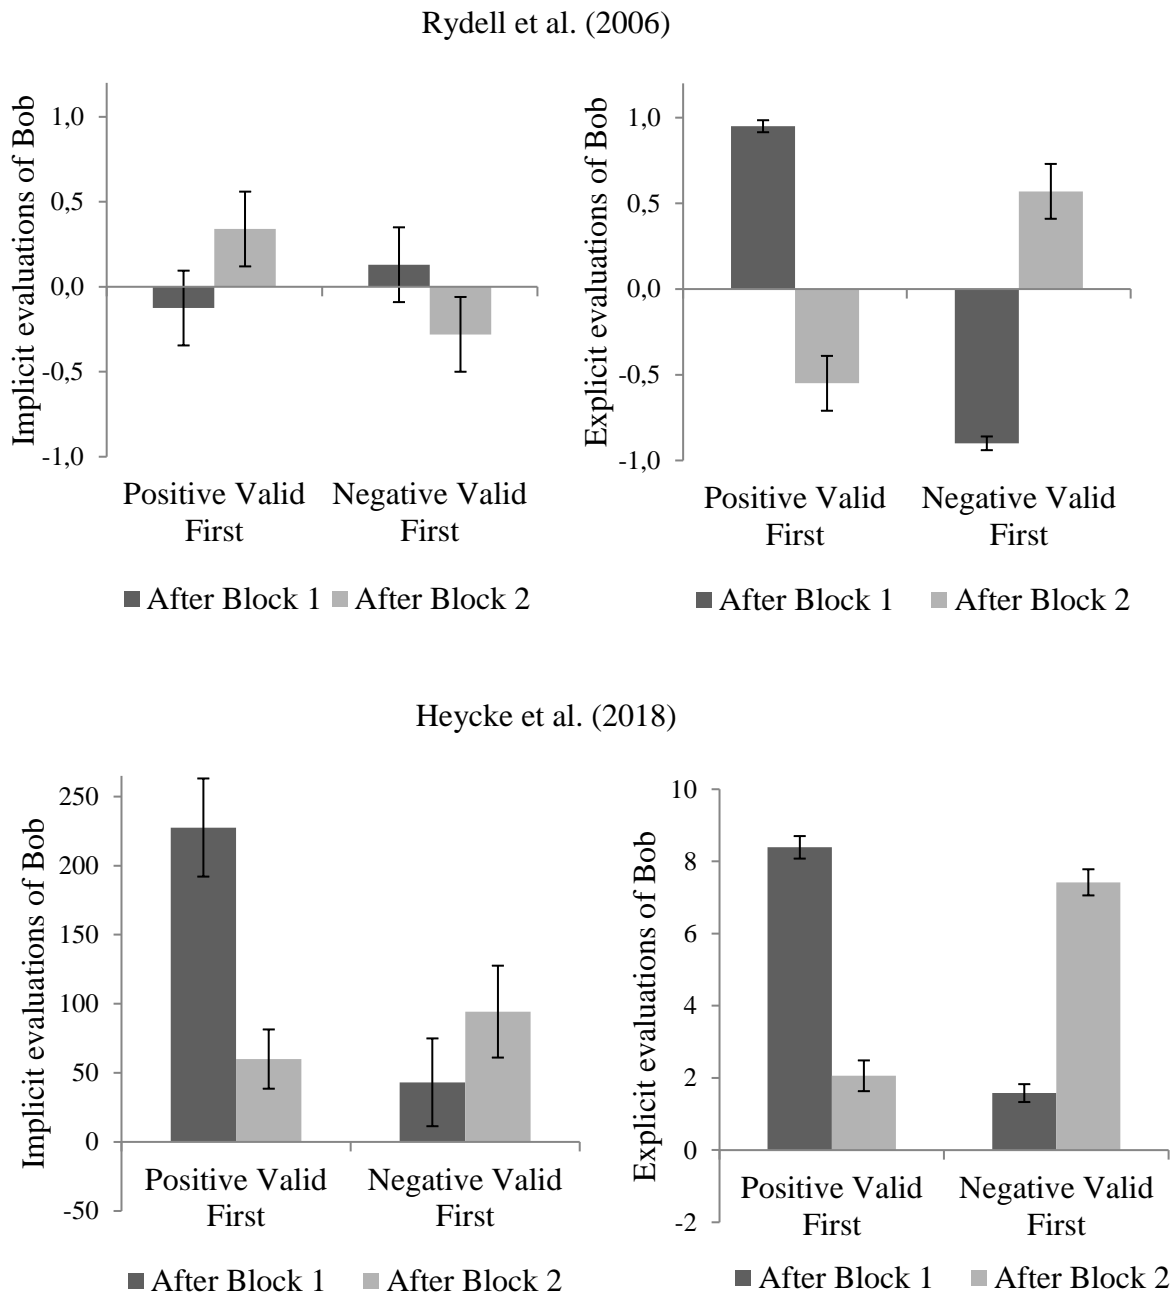 Rydell et al. (2006)
Implicit evaluations of Bob
1,0
0,5
0,0
-0,5
-1,0
Positive Valid
First
Negative Valid
First
After Block 1
After Block 2
Explicit evaluations of Bob
1,0
0,5
0,0
-0,5
-1,0
Positive Valid
First
Negative Valid
First
After Block 1
After Block 2
Heycke et al. (2018)
Implicit evaluations of Bob
250
200
150
100
50
0
-50
Positive Valid
First
Negative Valid
First
After Block 1
After Block 2
Explicit evaluations of Bob
10
8
6
4
2
0
-2
Positive Valid
First
Negative Valid
First
After Block 1
After Block 2